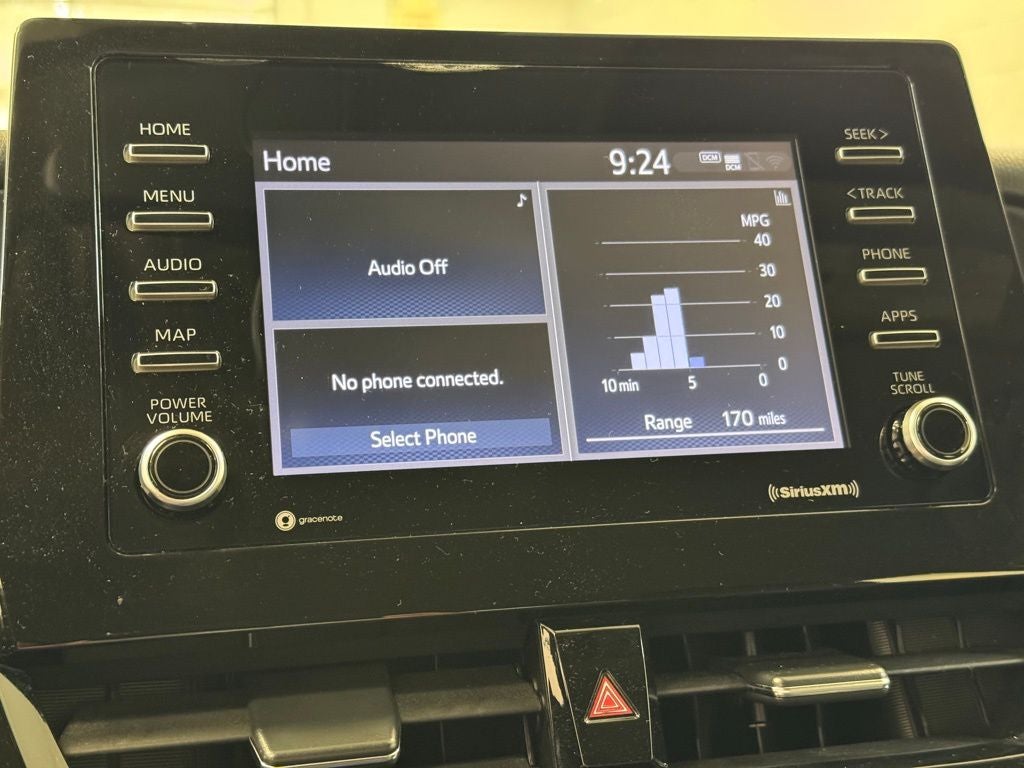 HOME
MENU
AUDIO
MAP
POWER
VOLUME
Home
9:24
DCM
DCM
Audio Off
No phone connected.
Select Phone
MPG
40
30
20
10
0
10 min 5 0
Range 170 miles
SEEK >
< TRACK
PHONE
APPS
TUNE
SCROLL
gracenote
((SiriusXM))